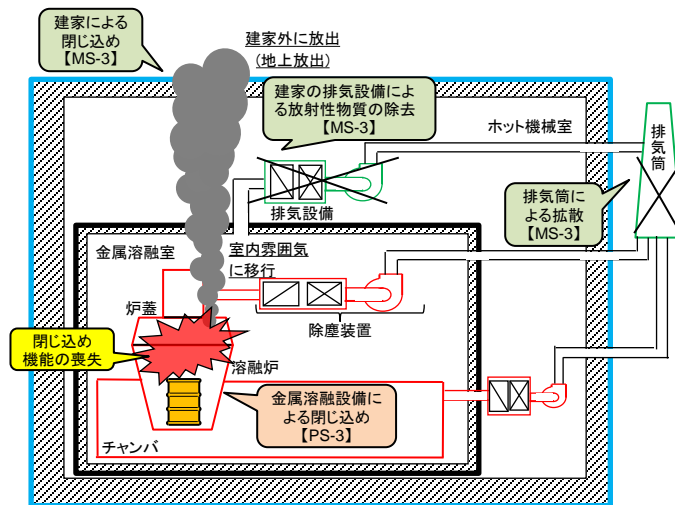 建家による
閉じ込め
【MS-3】
建家外に放出
(地上放出)
建家の排気設備によ
る放射性物質の除去
【MS-3】
ホット機械室
排気筒
排気設備
排気筒に
よる拡散
【MS-3】
金属溶融室
室内雰囲気
に移行
炉蓋
除塵装置
閉じ込め
機能の喪失
溶融炉
金属溶融設備に
よる閉じ込め
【PS-3】
チャンバ